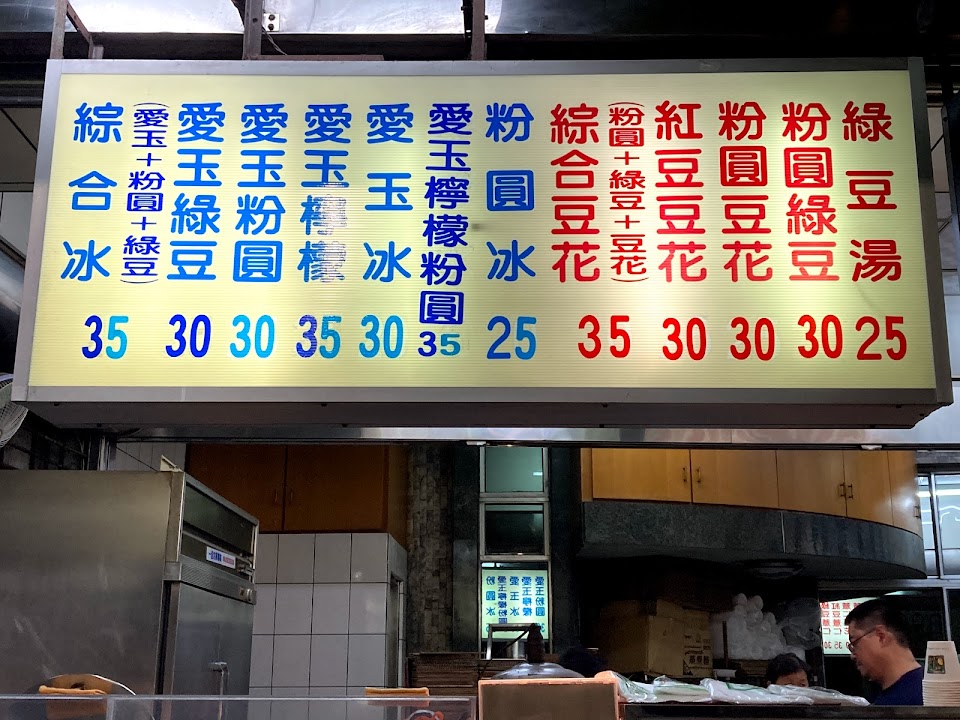 綜合冰
(愛玉+粉圓+綠豆)
35
愛玉綠豆
30
愛玉粉圓
30
愛玉檸檬
35
愛玉冰
30
愛玉檸檬粉圓
35
粉圓冰
25
綜合豆花
(粉圓+綠豆+豆花)
35
紅豆豆花
30
粉圓豆花
30
粉圓綠豆
30
綠豆湯
25